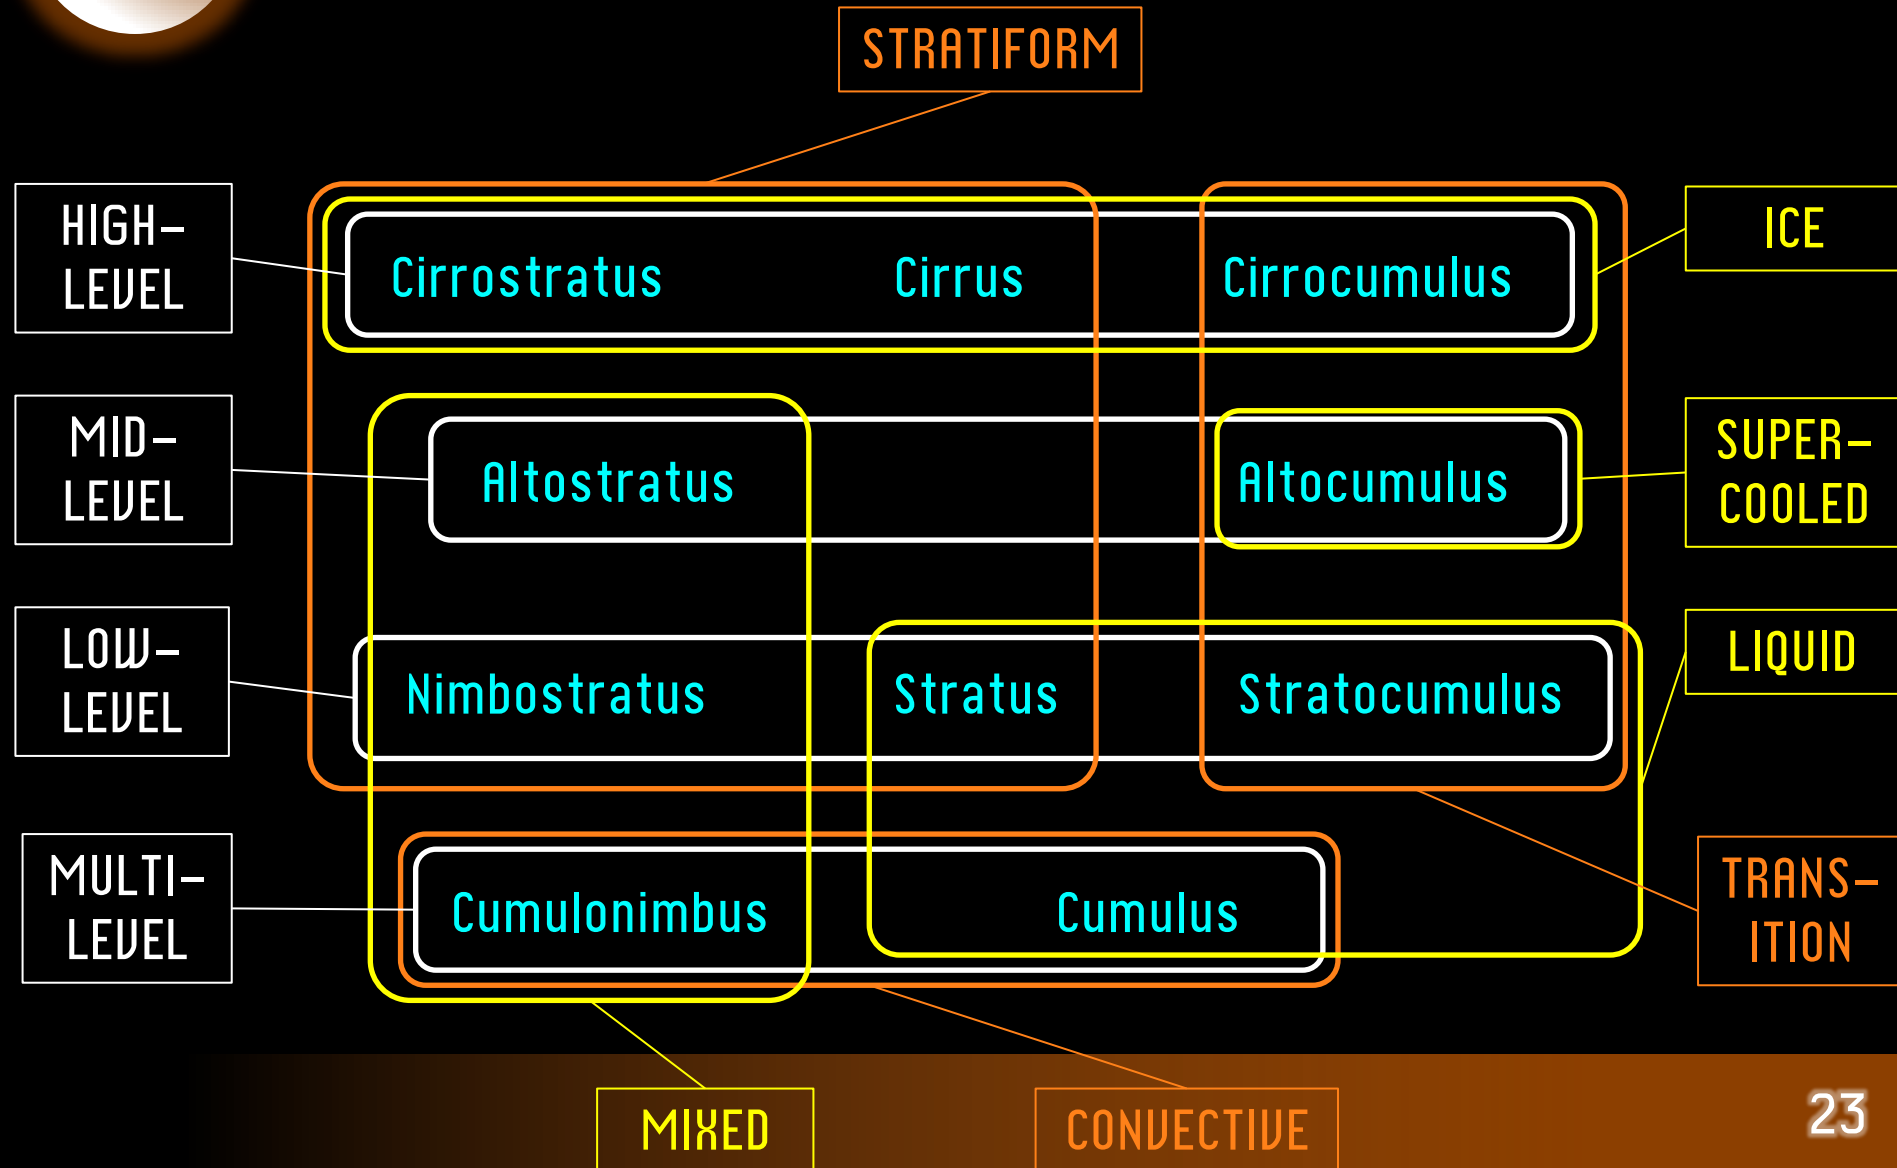 STRATIFORM
HIGH-
LEVEL
Cirrostratus Cirrus Cirrocumulus
ICE
MID-
LEVEL
Altostratus Altocumulus
SUPER-
COOLED
LOW-
LEVEL
Nimbostratus Stratus Stratocumulus
LIQUID
MULTI-
LEVEL
Cumulonimbus Cumulus
TRANS-
ITION
MIXED
CONVECTIVE
23